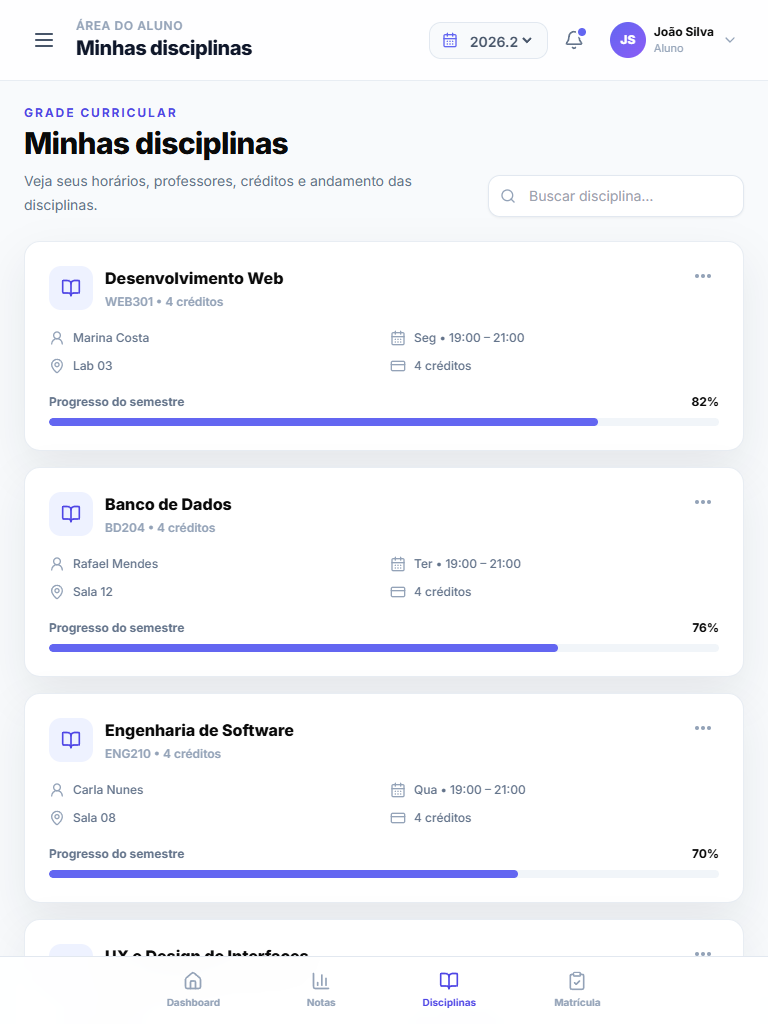 ÁREA DO ALUNO
Minhas disciplinas
2026.2
JS
João Silva
Aluno
GRADE CURRICULAR
Minhas disciplinas
Veja seus horários, professores, créditos e andamento das
disciplinas.
Buscar disciplina...
Desenvolvimento Web
WEB301 • 4 créditos
Marina Costa
Seg • 19:00 – 21:00
Lab 03
4 créditos
Progresso do semestre
82%
Banco de Dados
BD204 • 4 créditos
Rafael Mendes
Ter • 19:00 – 21:00
Sala 12
4 créditos
Progresso do semestre
76%
Engenharia de Software
ENG210 • 4 créditos
Carla Nunes
Qua • 19:00 – 21:00
Sala 08
4 créditos
Progresso do semestre
70%
UX e Design de Interfaces
Dashboard
Notas
Disciplinas
Matrícula